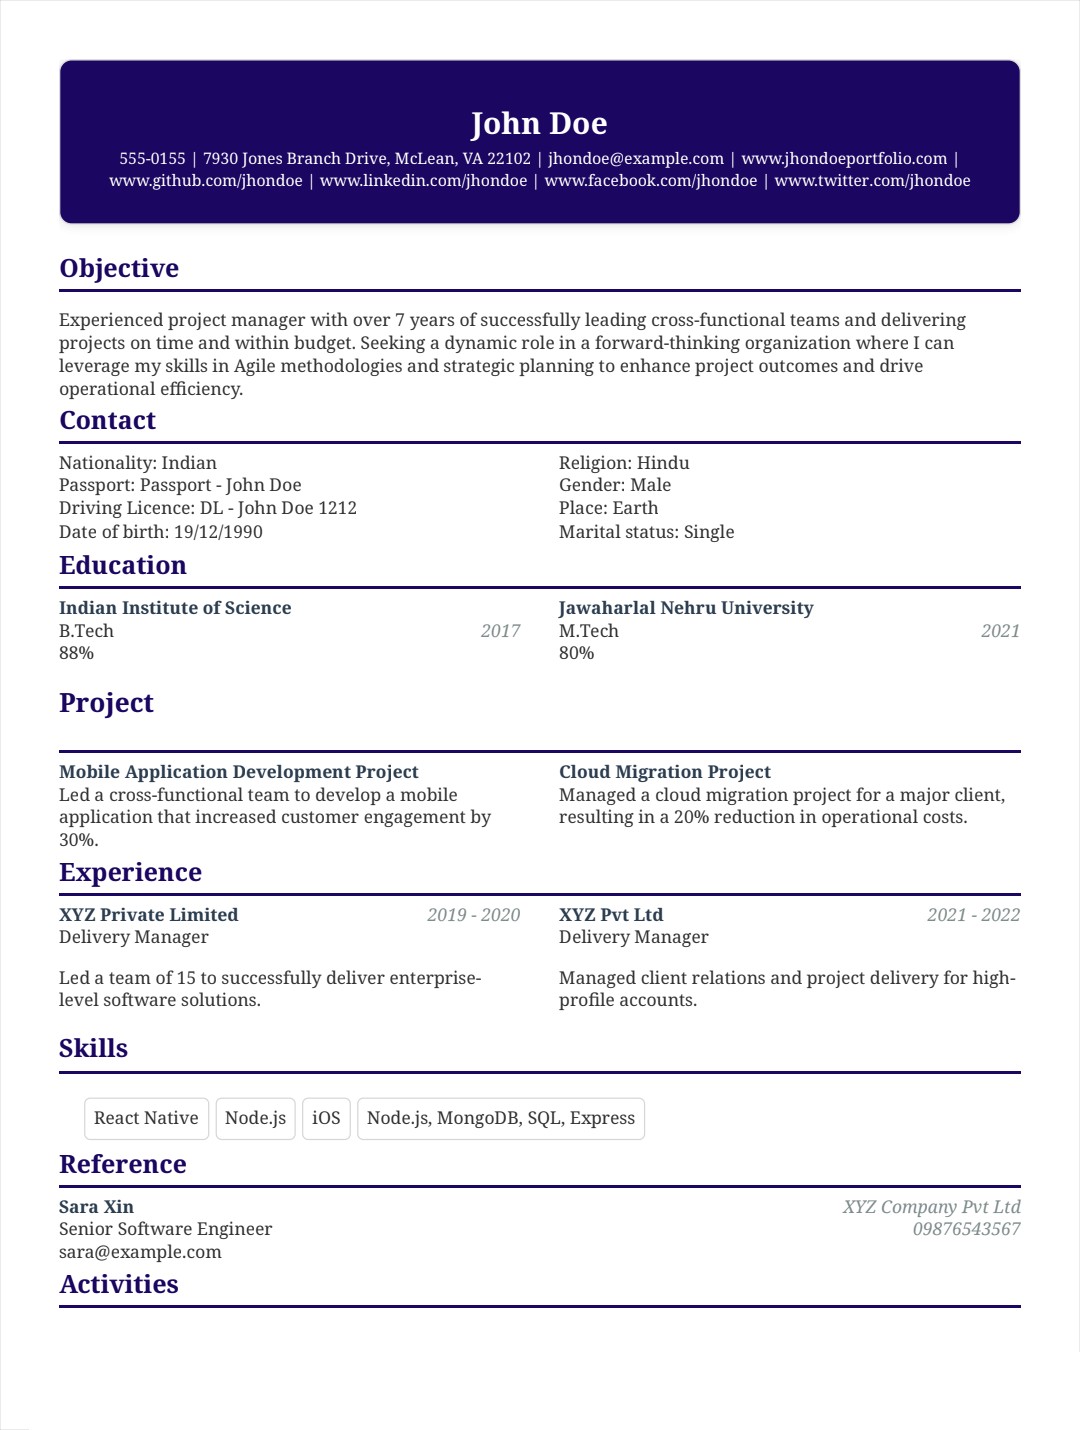 John Doe
555-0155 | 7930 Jones Branch Drive, McLean, VA 22102 | jhondoe@example.com | www.jhondoeportfolio.com |
www.github.com/jhondoe | www.linkedin.com/jhondoe | www.facebook.com/jhondoe | www.twitter.com/jhondoe
Objective
Experienced project manager with over 7 years of successfully leading cross-functional teams and delivering
projects on time and within budget. Seeking a dynamic role in a forward-thinking organization where I can
leverage my skills in Agile methodologies and strategic planning to enhance project outcomes and drive
operational efficiency.
Contact
Nationality: Indian
Passport: Passport - John Doe
Driving Licence: DL - John Doe 1212
Date of birth: 19/12/1990
Religion: Hindu
Gender: Male
Place: Earth
Marital status: Single
Education
Indian Institute of Science
B.Tech 2017
88%
Jawaharlal Nehru University
M.Tech 2021
80%
Project
Mobile Application Development Project
Led a cross-functional team to develop a mobile
application that increased customer engagement by
30%.
Cloud Migration Project
Managed a cloud migration project for a major client,
resulting in a 20% reduction in operational costs.
Experience
XYZ Private Limited 2019 - 2020
Delivery Manager
Led a team of 15 to successfully deliver enterprise-
level software solutions.
XYZ Pvt Ltd 2021 - 2022
Delivery Manager
Managed client relations and project delivery for high-
profile accounts.
Skills
React Native Node.js iOS Node.js, MongoDB, SQL, Express
Reference
Sara Xin XYZ Company Pvt Ltd
Senior Software Engineer 09876543567
sara@example.com
Activities